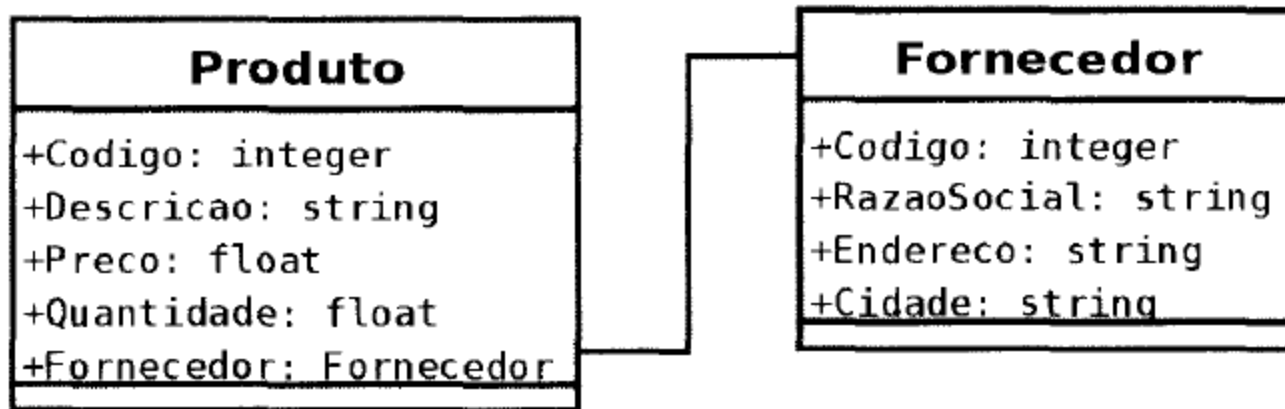 Produto
+Codigo: integer
+Descricao: string
+Preco: float
+Quantidade: float
+Fornecedor: Fornecedor
Fornecedor
+Codigo: integer
+RazaoSocial: string
+Endereco: string
+Cidade: string